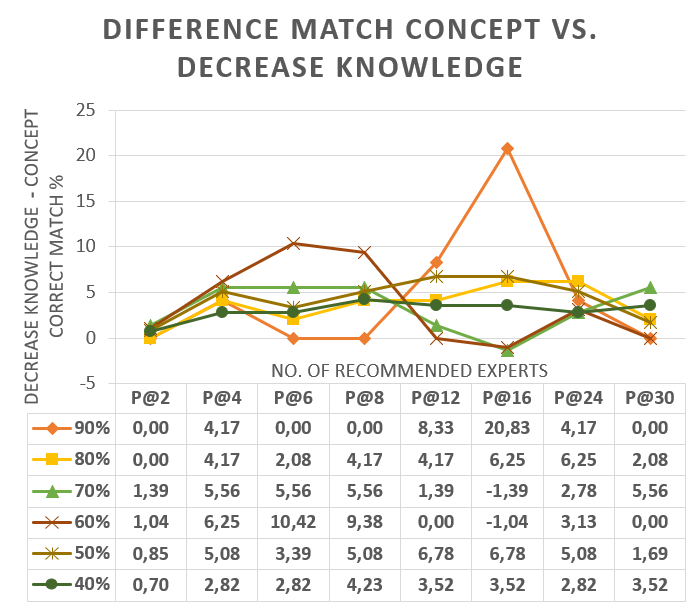 DIFFERENCE MATCH CONCEPT VS.
DECREASE KNOWLEDGE
DECREASE KNOWLEDGE - CONCEPT
CORRECT MATCH %
25
20
15
10
5
0
-5
NO. OF RECOMMENDED EXPERTS
P@2 P@4 P@6 P@8 P@12 P@16 P@24 P@30
90% 0,00 4,17 0,00 0,00 8,33 20,83 4,17 0,00
80% 0,00 4,17 2,08 4,17 4,17 6,25 6,25 2,08
70% 1,39 5,56 5,56 5,56 1,39 -1,39 2,78 5,56
60% 1,04 6,25 10,42 9,38 0,00 -1,04 3,13 0,00
50% 0,85 5,08 3,39 5,08 6,78 6,78 5,08 1,69
40% 0,70 2,82 2,82 4,23 3,52 3,52 2,82 3,52